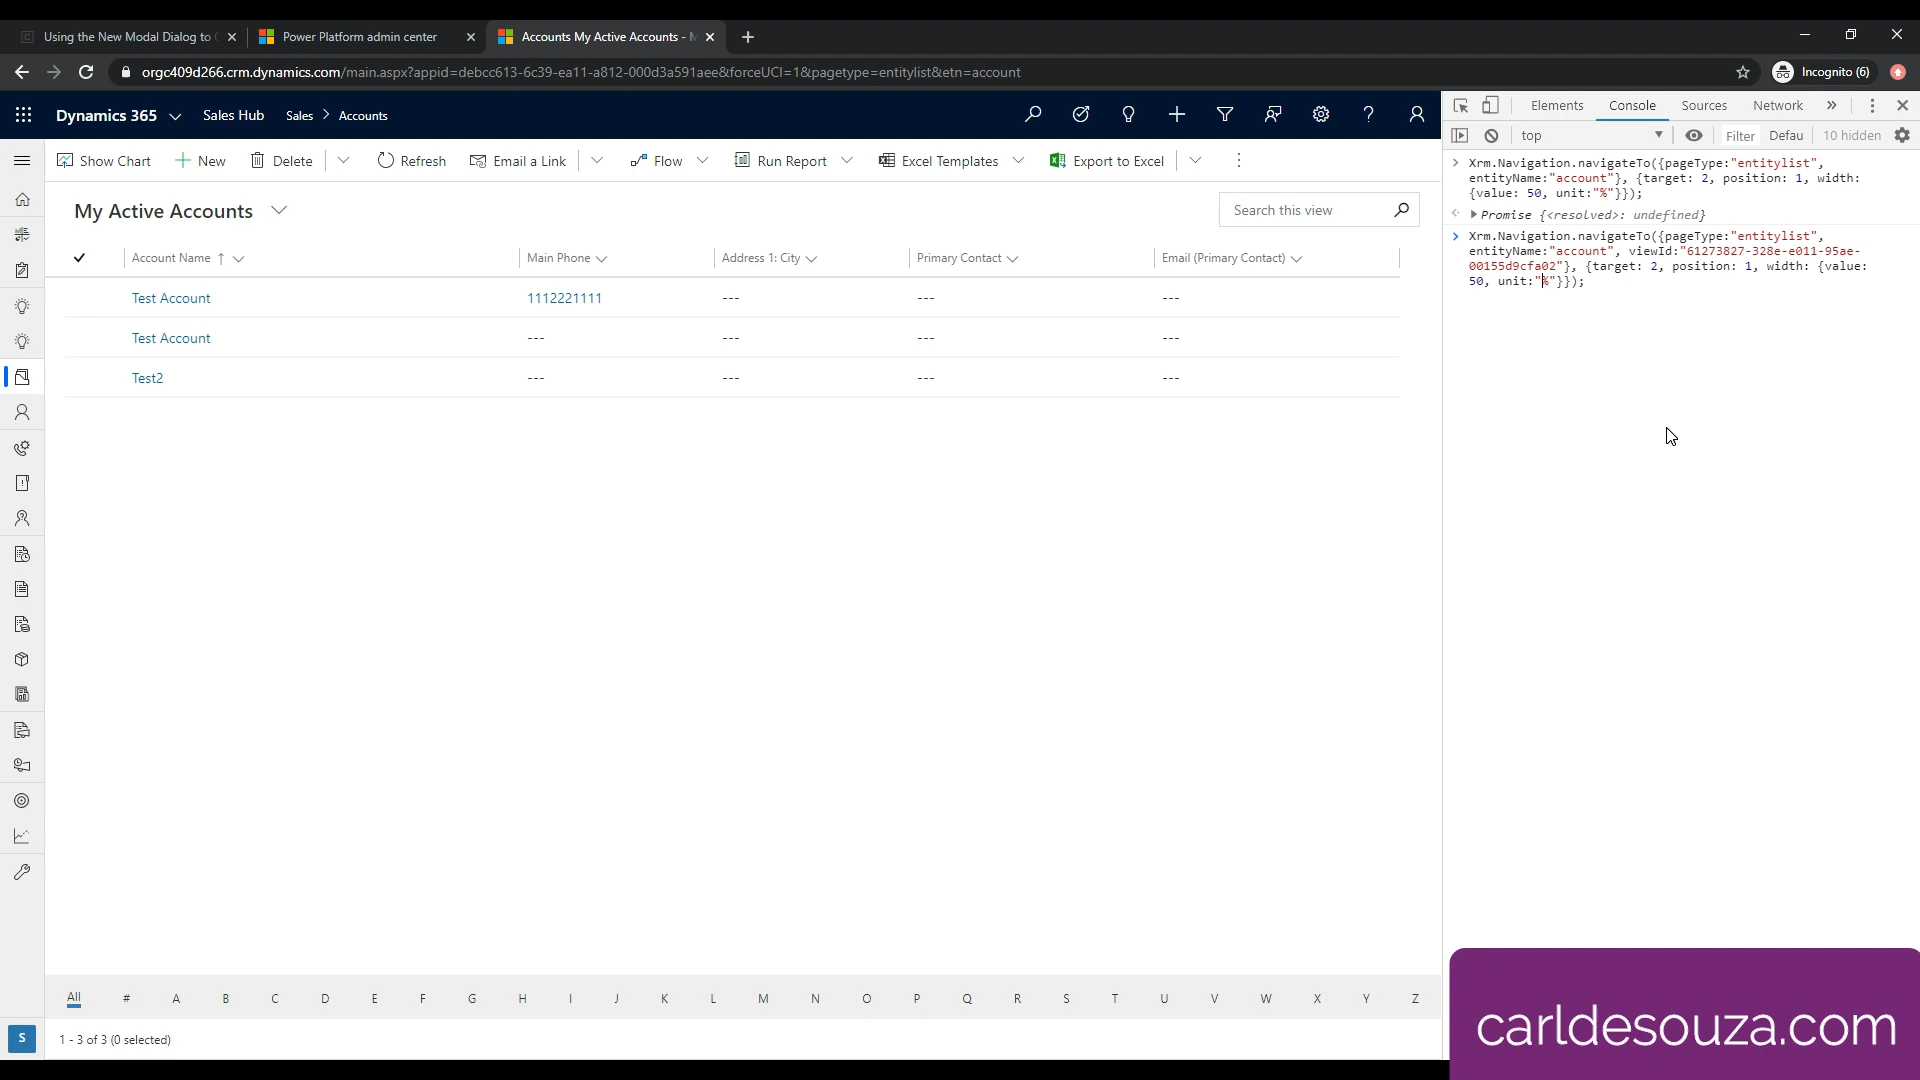 Using the New Modal Dialog to
Power Platform admin center
Accounts My Active Accounts -
orgc409d266.crm.dynamics.com/main.aspx?appid=debcc613-6c39-ea11-a812-000d3a591aee&forceUCI=1&pagetype=entitylist&etn=account
Incognito (6)
Dynamics 365
Sales Hub
Sales > Accounts
Show Chart
New
Delete
Refresh
Email a Link
Flow
Run Report
Excel Templates
Export to Excel
My Active Accounts
Search this view
Account Name ↑
Main Phone
Address 1: City
Primary Contact
Email (Primary Contact)
Test Account 1112221111 --- --- ---
Test Account --- --- --- ---
Test2 --- --- --- ---
All # A B C D E F G H I J K L M N O P Q R S T U V W X Y Z
S
1 - 3 of 3 (0 selected)
Elements Console Sources Network »
top Filter Defau 10 hidden
> Xrm.Navigation.navigateTo({pageType:"entitylist",
entityName:"account"}, {target: 2, position: 1, width:
{value: 50, unit:"%"}});
Promise {<resolved>: undefined}
> Xrm.Navigation.navigateTo({pageType:"entitylist",
entityName:"account", viewId:"61273827-328e-e011-95ae-
00155d9cfa02"}, {target: 2, position: 1, width: {value:
50, unit:"%"}});
carldesouza.com